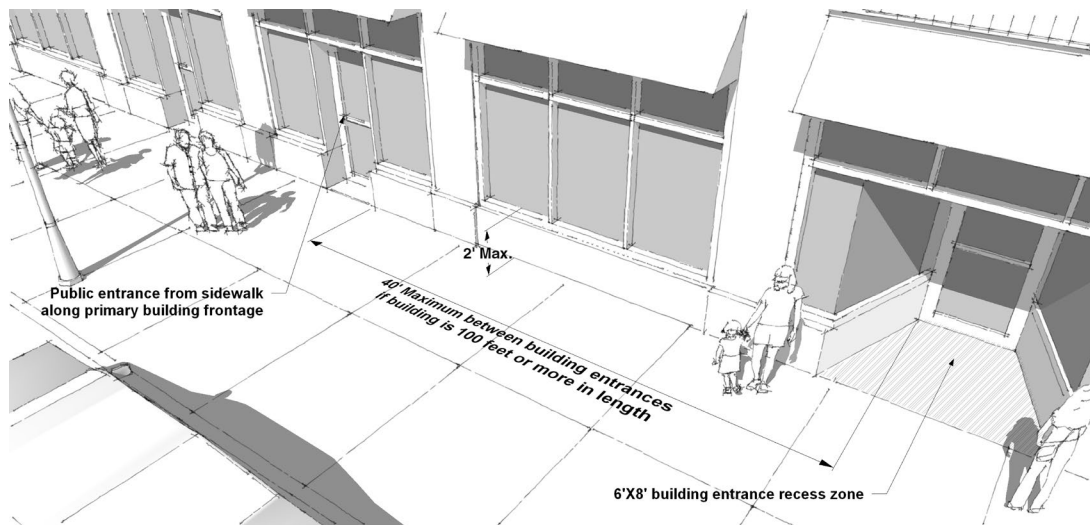 2' Max.
Public entrance from sidewalk
along primary building frontage
40' Maximum between building entrances
if building is 100 feet or more in length
6'X8' building entrance recess zone